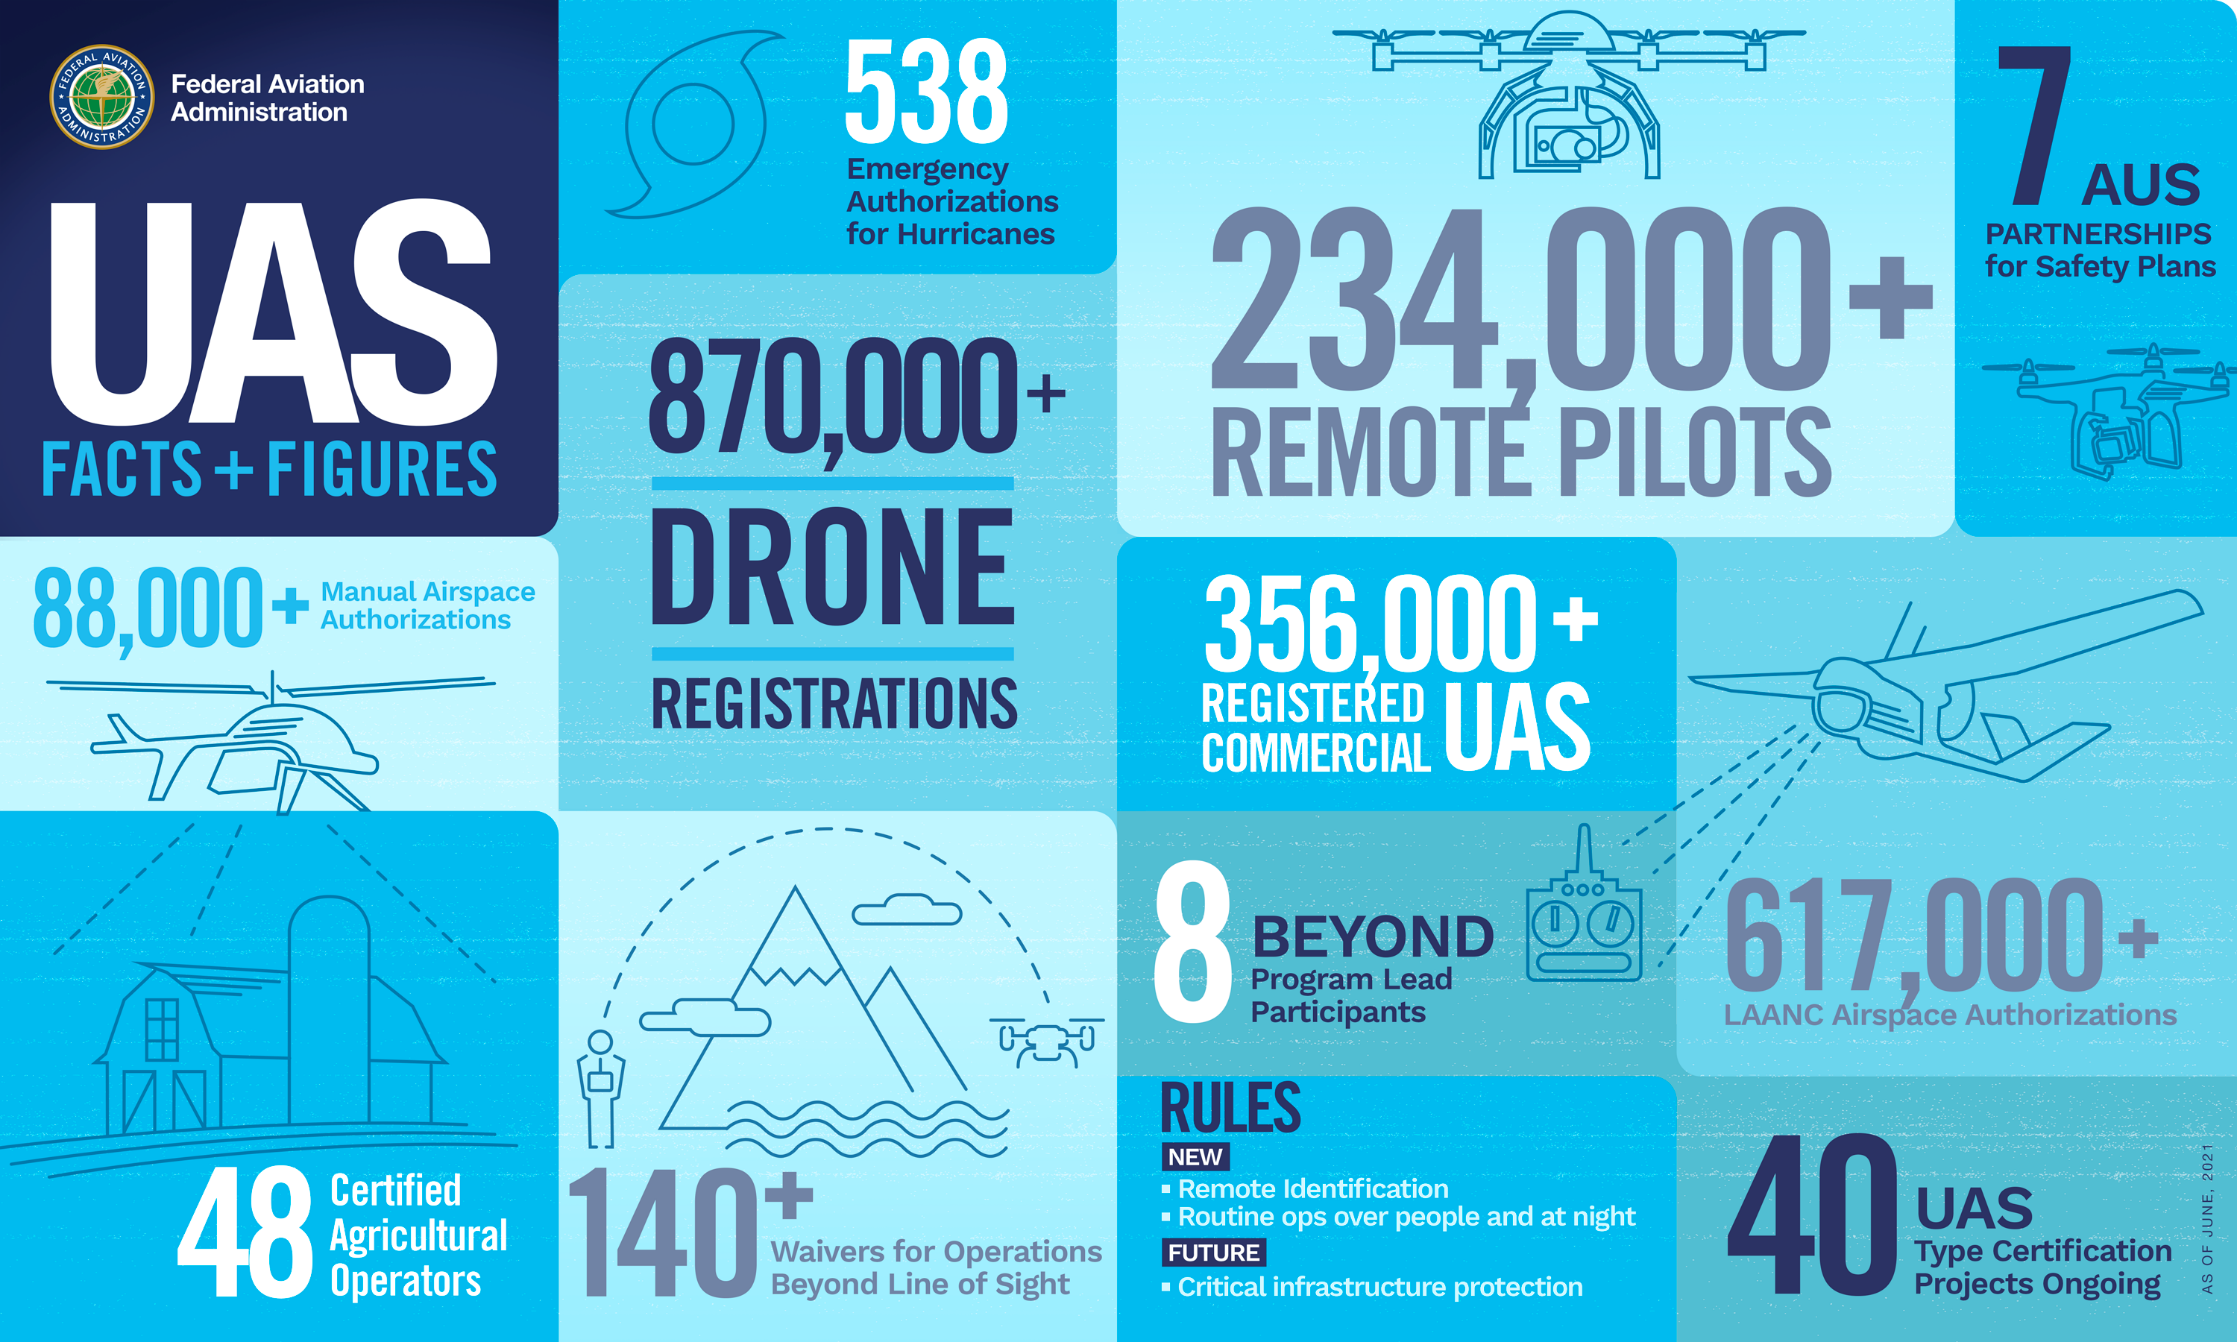 FEDERAL AVIATION
ADMINISTRATION
Federal Aviation
Administration
UAS
FACTS + FIGURES
538
Emergency
Authorizations
for Hurricanes
234,000+
REMOTE PILOTS
7 AUS
PARTNERSHIPS
for Safety Plans
870,000+
DRONE
REGISTRATIONS
88,000+ Manual Airspace
Authorizations
356,000+
REGISTERED
COMMERCIAL UAS
8 BEYOND
Program Lead
Participants
617,000+
LAANC Airspace Authorizations
48 Certified
Agricultural
Operators
140+
Waivers for Operations
Beyond Line of Sight
RULES
NEW
▪ Remote Identification
▪ Routine ops over people and at night
FUTURE
▪ Critical infrastructure protection
40 UAS
Type Certification
Projects Ongoing
AS OF JUNE, 2021